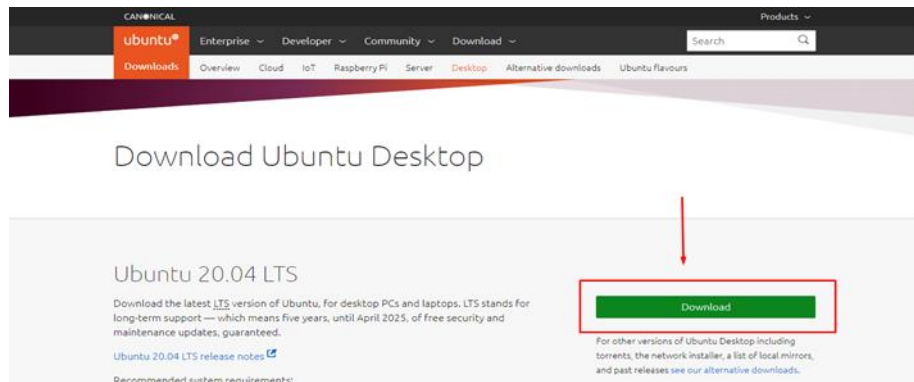 CANONICAL
Products
ubuntu®
Enterprise
Developer
Community
Download
Search
Downloads
Overview
Cloud
IoT
Raspberry Pi
Server
Desktop
Alternative downloads
Ubuntu flavours
Download Ubuntu Desktop
Ubuntu 20.04 LTS
Download the latest LTS version of Ubuntu, for desktop PCs and laptops. LTS stands for
long-term support — which means five years, until April 2025, of free security and
maintenance updates, guaranteed.
Ubuntu 20.04 LTS release notes
Recommended system requirements:
Download
For other versions of Ubuntu Desktop including
torrents, the network installer, a list of local mirrors,
and past releases see our alternative downloads.